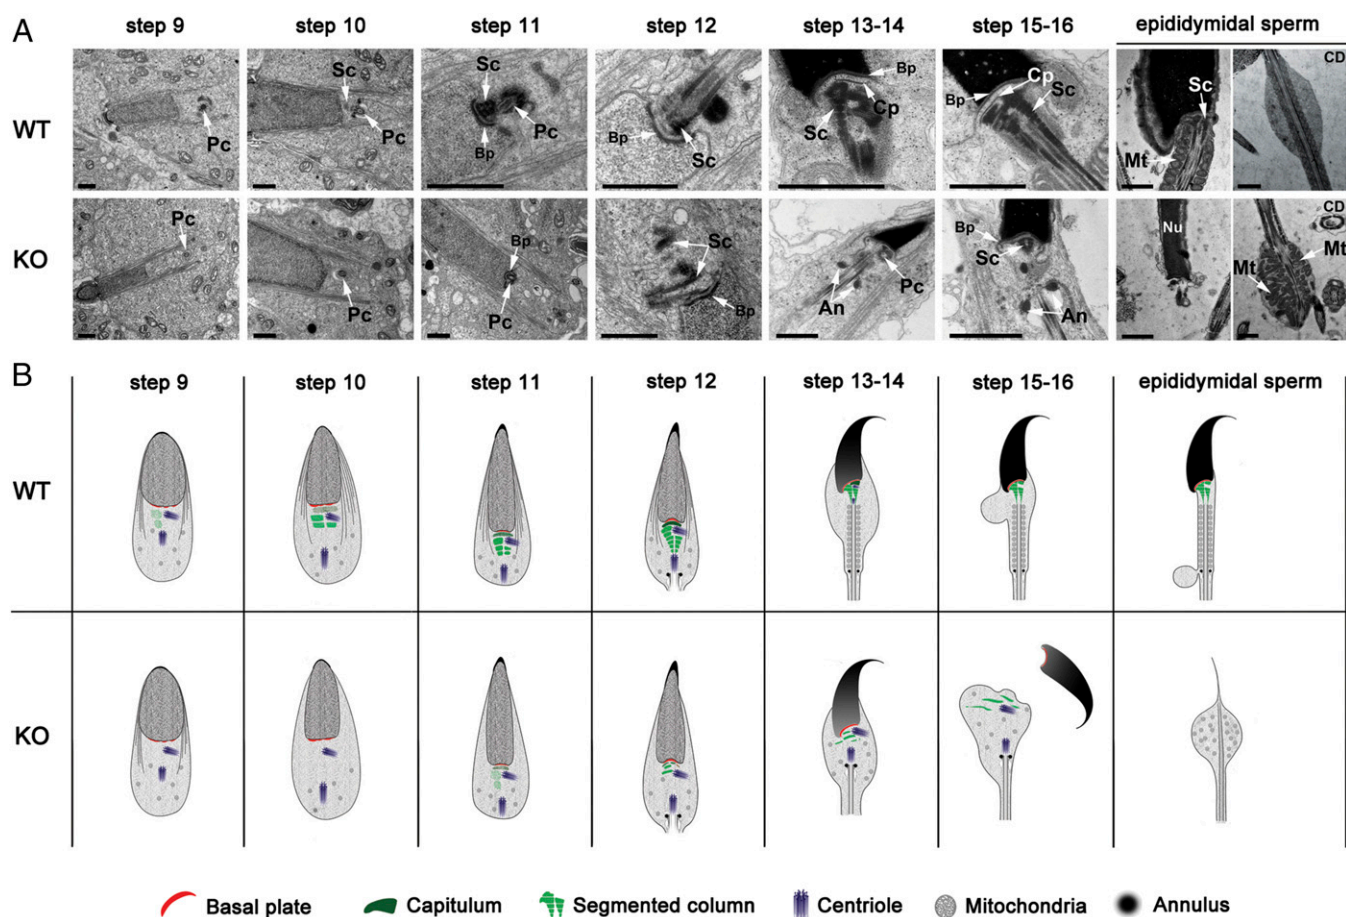 A
step 9 step 10 step 11 step 12 step 13-14 step 15-16 epididymidal sperm
WT
Pc
Sc
Pc
Sc
Bp
Pc
Bp
Sc
Bp
Cp
Sc
Bp
Cp
Sc
Sc
Mt
CD
KO
Pc
Pc
Bp
Pc
Sc
Bp
An
Pc
Bp
Sc
An
Nu
CD
Mt
Mt
B
step 9 step 10 step 11 step 12 step 13-14 step 15-16 epididymidal sperm
WT
KO
Basal plate Capitulum Segmented column Centriole Mitochondria Annulus